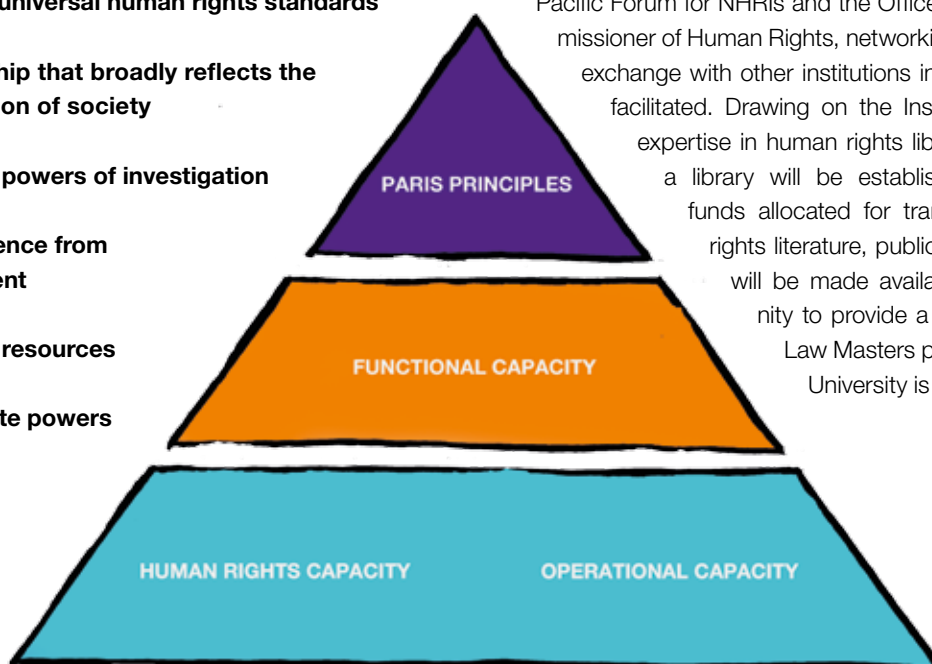 universal human rights standards
hip that broadly reflects the
on of society
powers of investigation
ence from
ent
resources
te powers
PARIS PRINCIPLES
FUNCTIONAL CAPACITY
HUMAN RIGHTS CAPACITY
OPERATIONAL CAPACITY
Pacific Forum for NHRIs and the Office
missioner of Human Rights, networki
exchange with other institutions in
facilitated. Drawing on the Ins
expertise in human rights lib
a library will be establis
funds allocated for tra
rights literature, public
will be made availa
nity to provide a
Law Masters p
University is